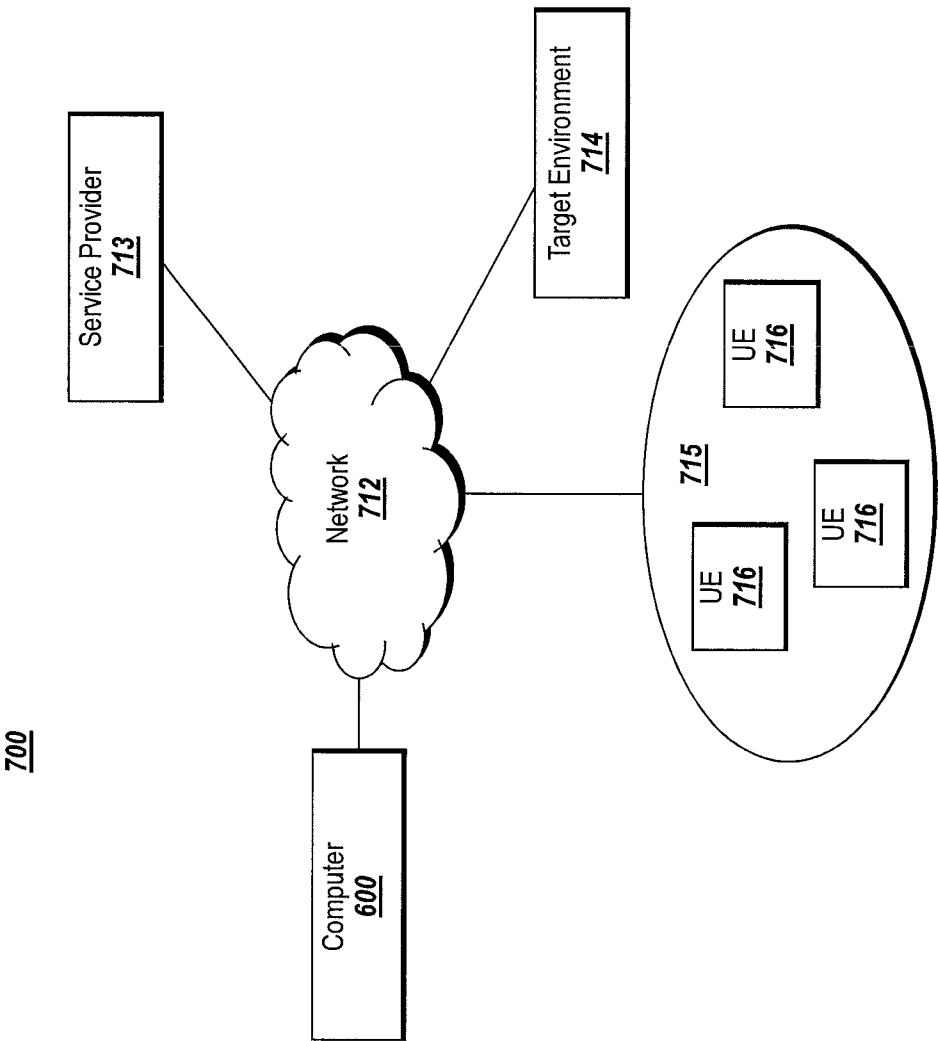 700
Service Provider
713
Computer
600
Network
712
Target Environment
714
715
UE
716
UE
716
UE
716